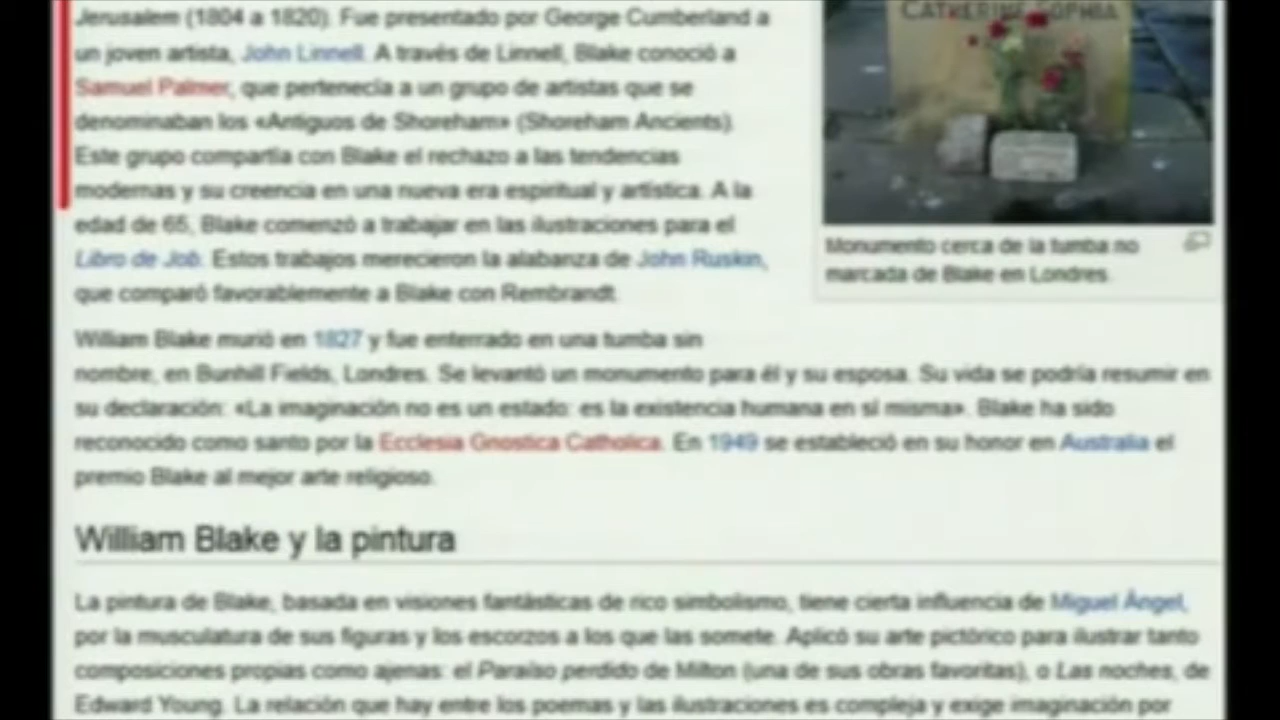 Jerusalem (1804 a 1820). Fue presentado por George Cumberland a
un joven artista, John Linnell. A través de Linnell, Blake conoció a
Samuel Palmer, que pertenecía a un grupo de artistas que se
denominaban los «Antiguos de Shoreham» (Shoreham Ancients).
Este grupo compartía con Blake el rechazo a las tendencias
modernas y su creencia en una nueva era espiritual y artística. A la
edad de 65, Blake comenzó a trabajar en las ilustraciones para el
Libro de Job. Estos trabajos merecieron la alabanza de John Ruskin,
que comparó favorablemente a Blake con Rembrandt.
CATHERINE SOPHIA
Monumento cerca de la tumba no
marcada de Blake en Londres.
William Blake murió en 1827 y fue enterrado en una tumba sin
nombre, en Bunhill Fields, Londres. Se levantó un monumento para él y su esposa. Su vida se podría resumir en
su declaración: «La imaginación no es un estado: es la existencia humana en sí misma». Blake ha sido
reconocido como santo por la Ecclesia Gnostica Catholica. En 1949 se estableció en su honor en Australia el
premio Blake al mejor arte religioso.
William Blake y la pintura
La pintura de Blake, basada en visiones fantásticas de rico simbolismo, tiene cierta influencia de Miguel Ángel,
por la musculatura de sus figuras y los escorzos a los que las somete. Aplicó su arte pictórico para ilustrar tanto
composiciones propias como ajenas: el Paraíso perdido de Milton (una de sus obras favoritas), o Las noches, de
Edward Young. La relación que hay entre los poemas y las ilustraciones es compleja y exige imaginación por